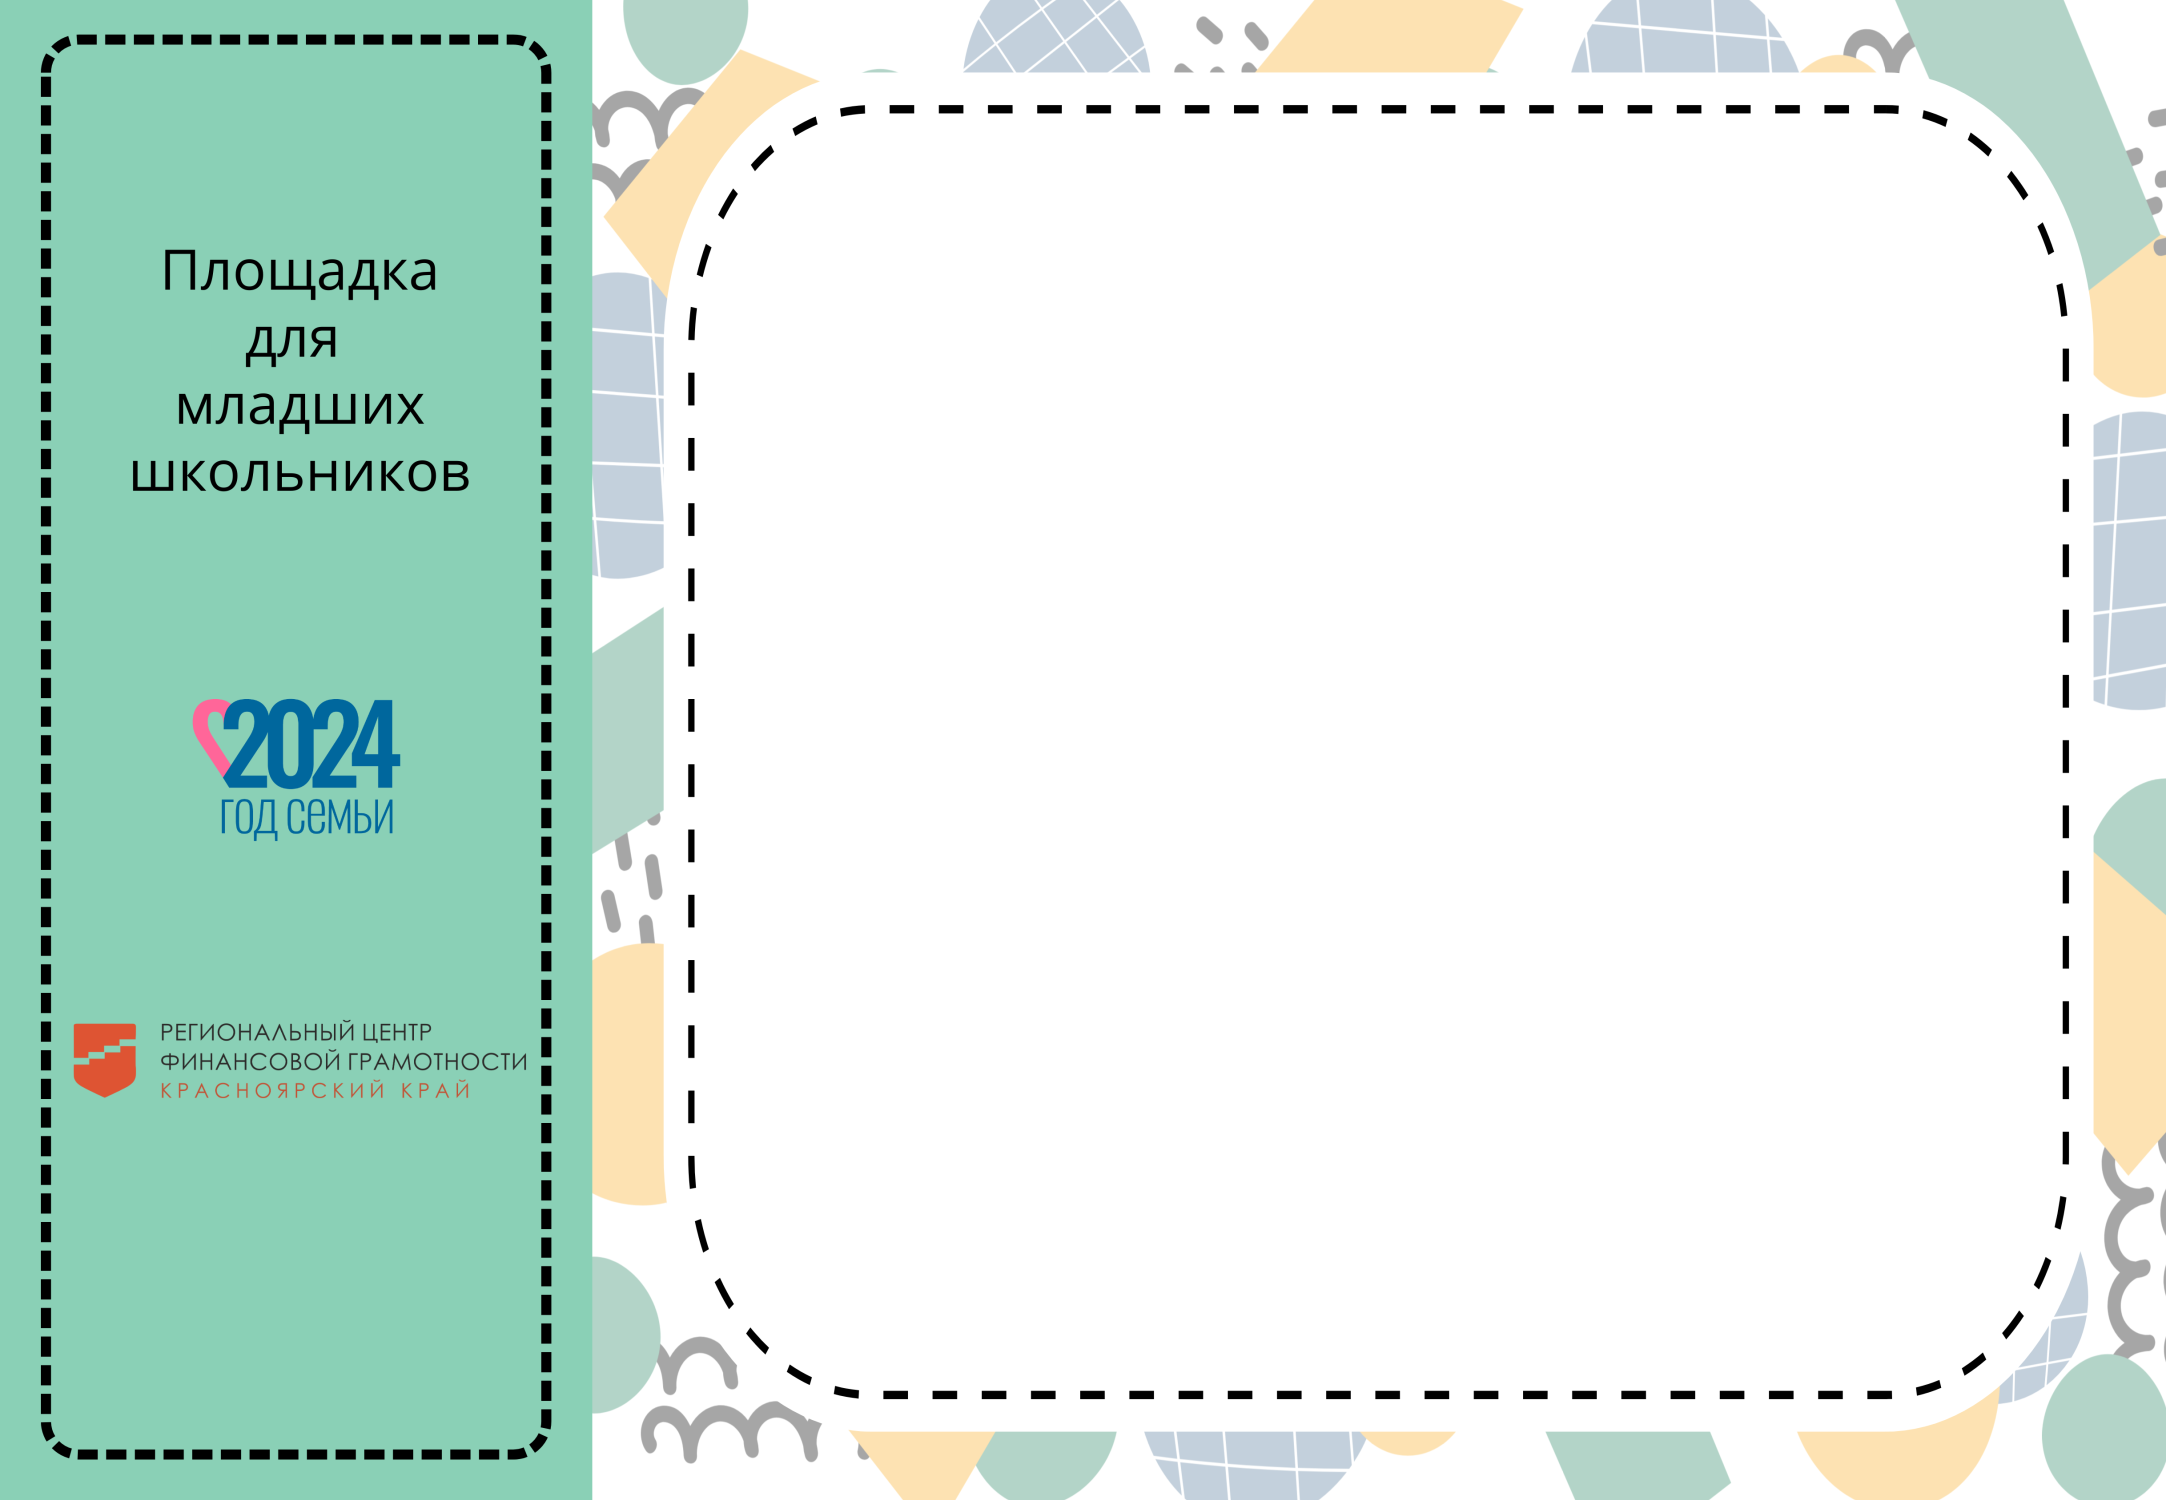 Площадка
для
младших
школьников
2024
год семьи
РЕГИОНАЛЬНЫЙ ЦЕНТР
ФИНАНСОВОЙ ГРАМОТНОСТИ
КРАСНОЯРСКИЙ КРАЙ